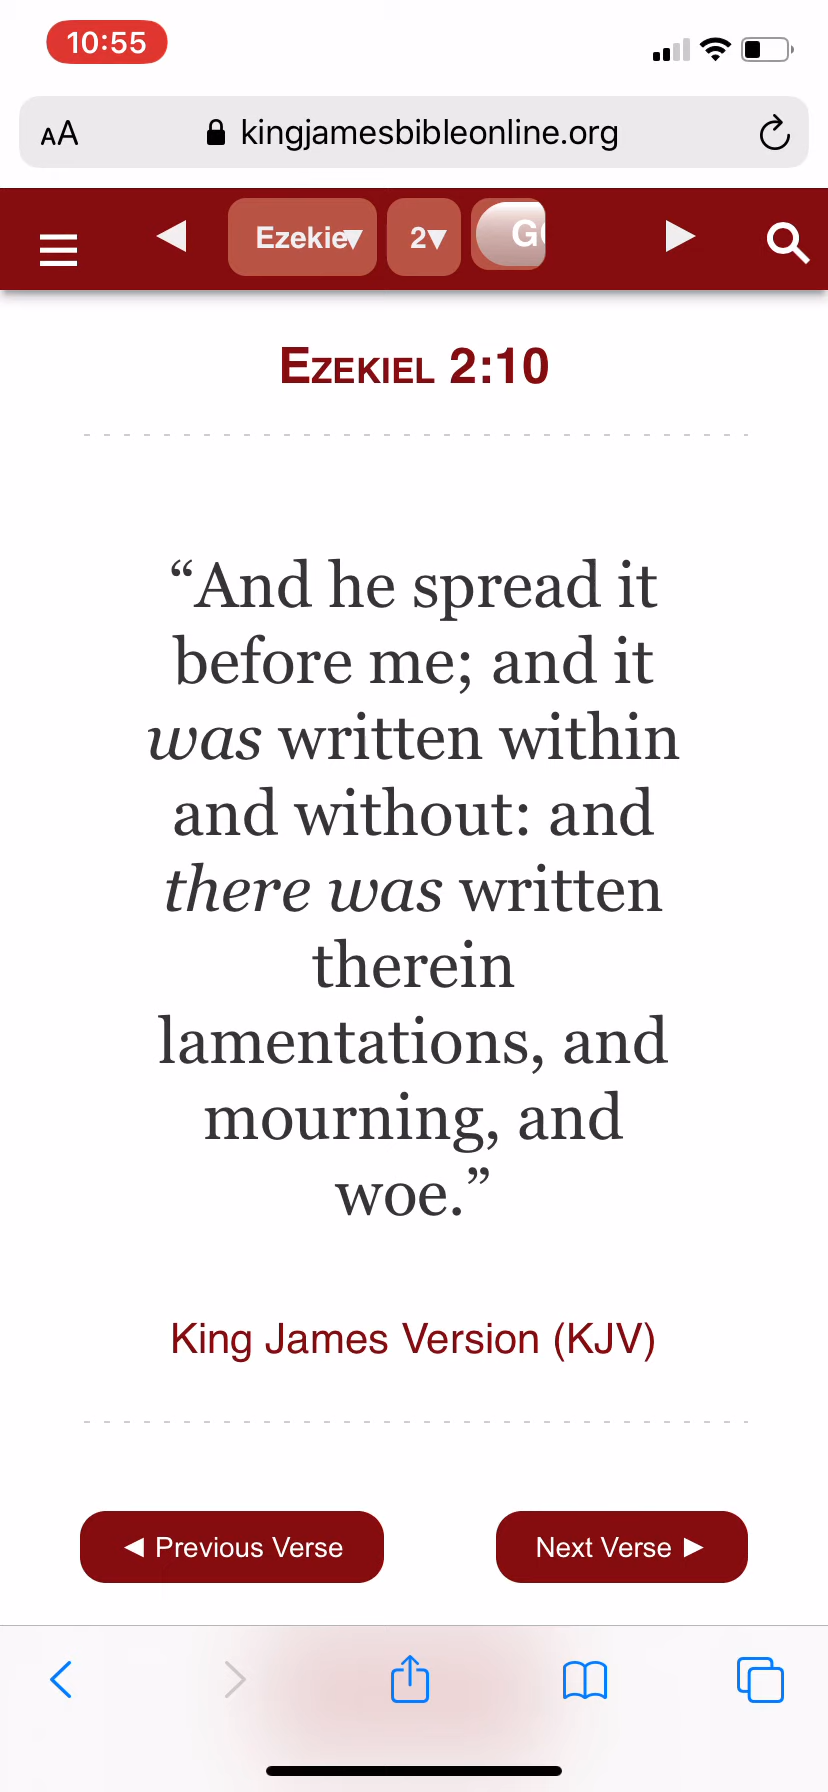 10:55
AA kingjamesbibleonline.org
Ezekie 2 G
EZEKIEL 2:10
“And he spread it
before me; and it
was written within
and without: and
there was written
therein
lamentations, and
mourning, and
woe.”
King James Version (KJV)
Previous Verse Next Verse